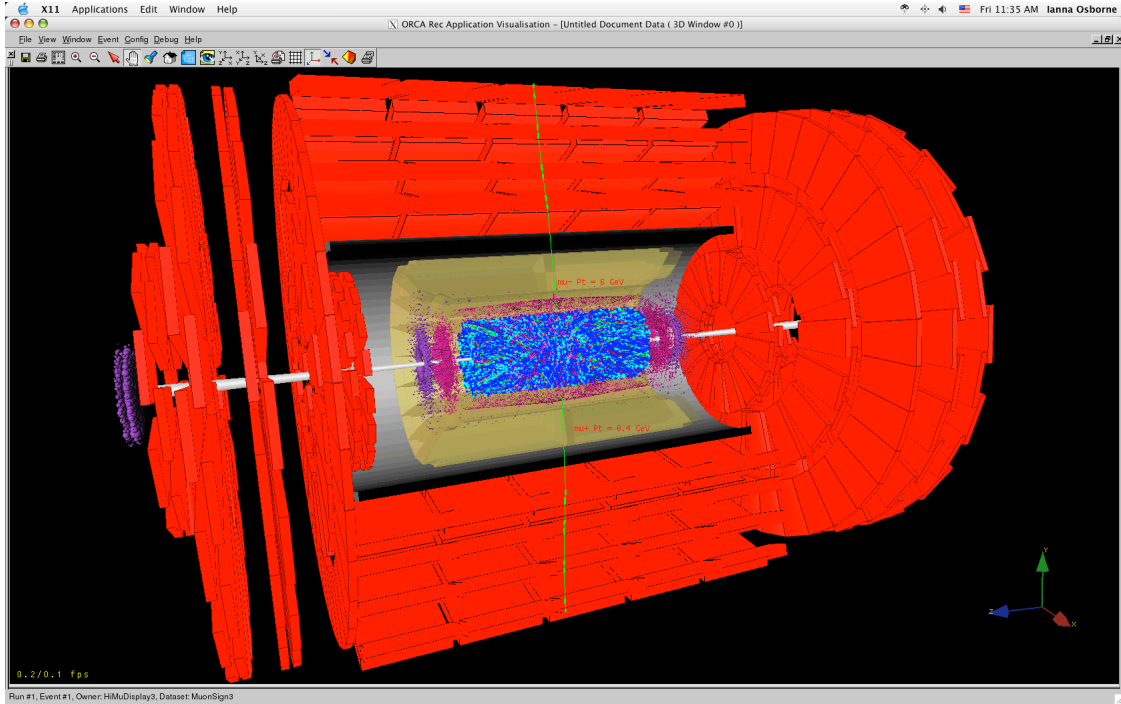 X11 Applications Edit Window Help Fri 11:35 AM Ianna Osborne
X ORCA Rec Application Visualisation - [Untitled Document Data ( 3D Window #0 )]
File View Window Event Config Debug Help
mu- Pt = 6 GeV
mu+ Pt = 6.4 GeV
Y
Z
X
0.2/0.1 fps
Run #1, Event #1, Owner: HiMuDisplay3, Dataset: MuonSign3